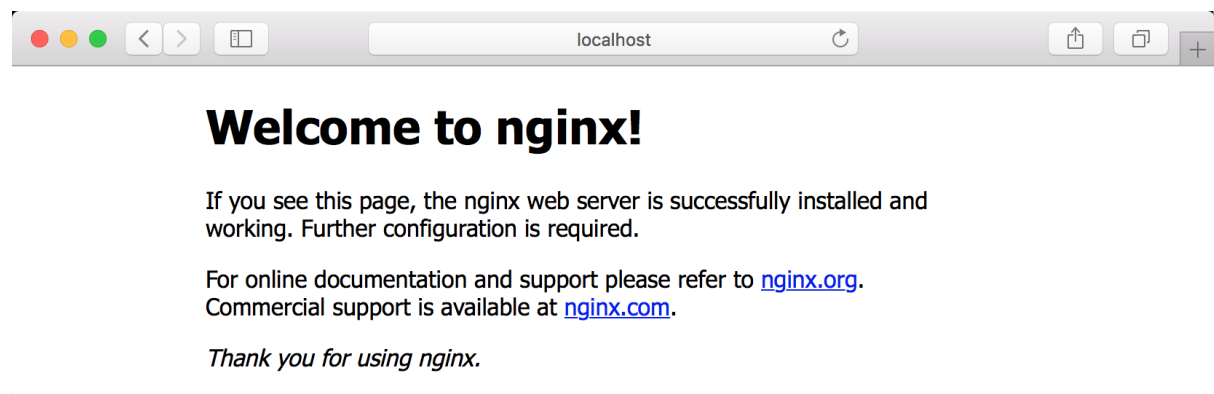 localhost
Welcome to nginx!
If you see this page, the nginx web server is successfully installed and
working. Further configuration is required.
For online documentation and support please refer to nginx.org.
Commercial support is available at nginx.com.
Thank you for using nginx.